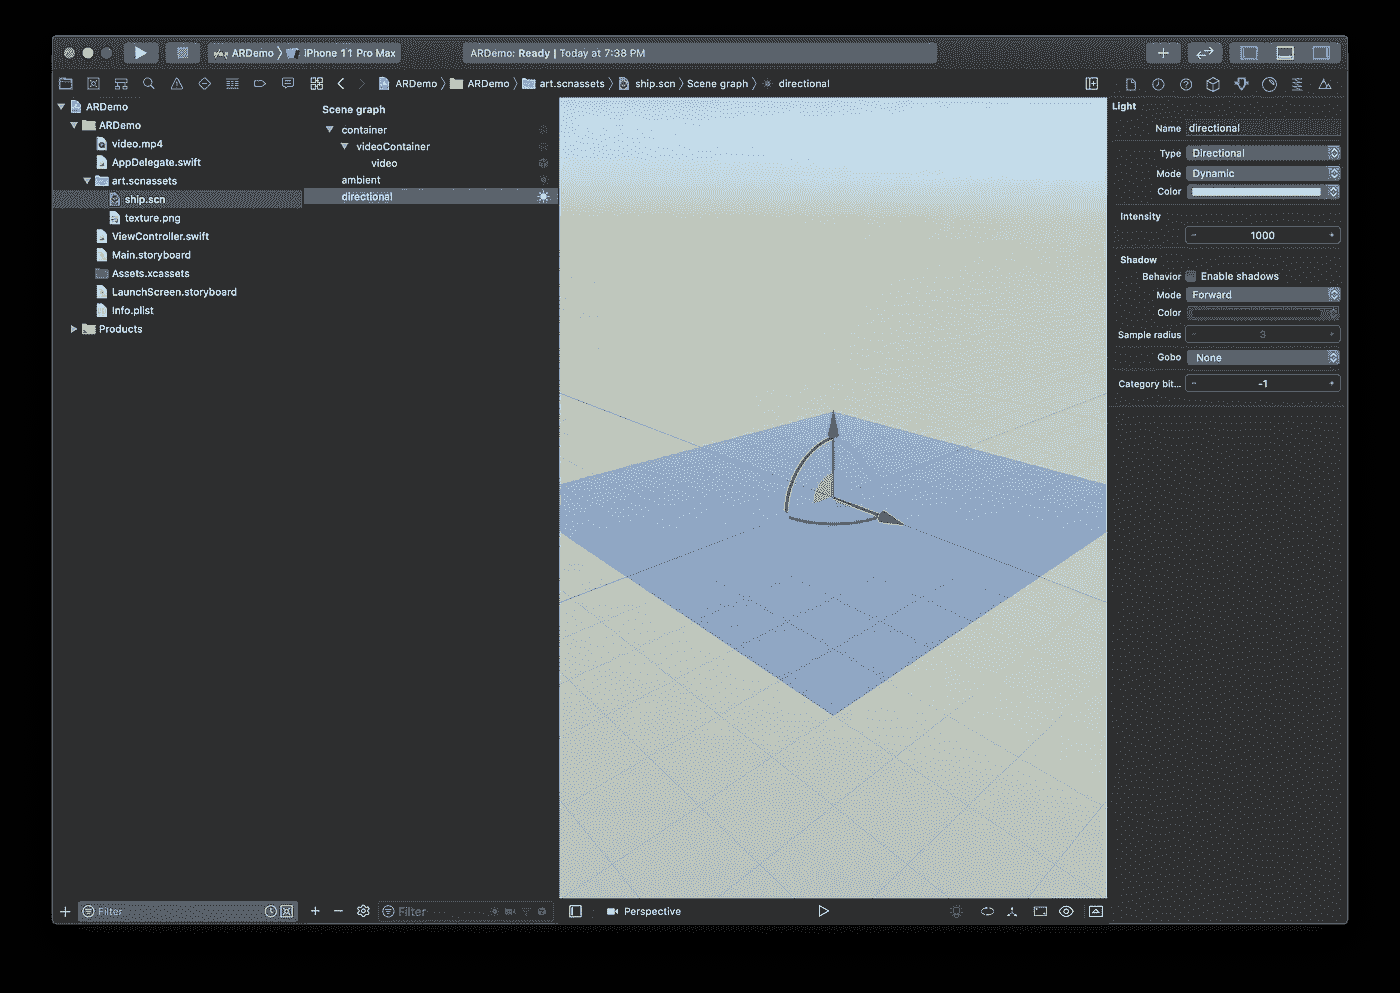 ARDemo iPhone 11 Pro Max
ARDemo: Ready | Today at 7:38 PM
ARDemo ARDemo art.scnassets ship.scn Scene graph directional
ARDemo
ARDemo
video.mp4
AppDelegate.swift
art.scnassets
ship.scn
texture.png
ViewController.swift
Main.storyboard
Assets.xcassets
LaunchScreen.storyboard
Info.plist
Products
Filter
Scene graph
container
videoContainer
video
ambient
directional
Filter
Perspective
Light
Name directional
Type Directional
Mode Dynamic
Color
Intensity
1000
Shadow
Behavior Enable shadows
Mode Forward
Color
Sample radius 3
Gobo None
Category bit... -1